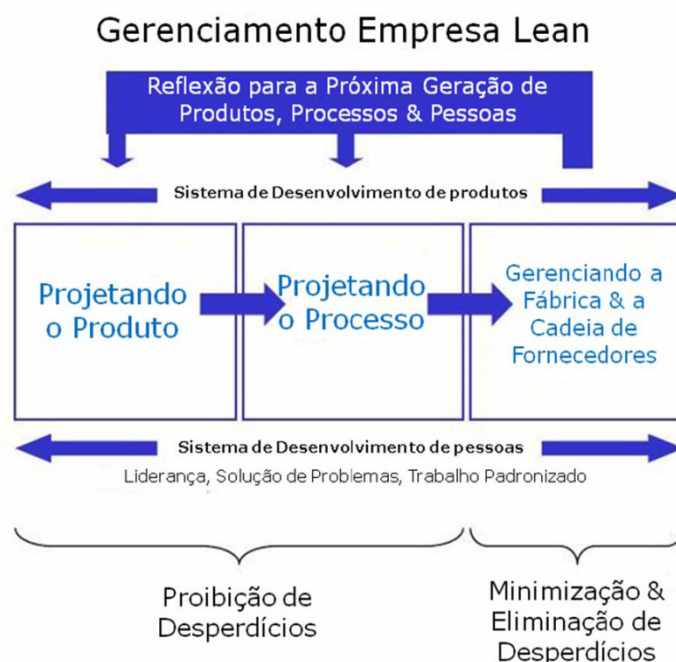 Gerenciamento Empresa Lean
Reflexão para a Próxima Geração de
Produtos, Processos & Pessoas
Sistema de Desenvolvimento de produtos
Projetando
o Produto
Projetando
o Processo
Gerenciando a
Fábrica & a
Cadeia de
Fornecedores
Sistema de Desenvolvimento de pessoas
Liderança, Solução de Problemas, Trabalho Padronizado
Proibição de
Desperdícios
Minimização &
Eliminação de
Desperdícios